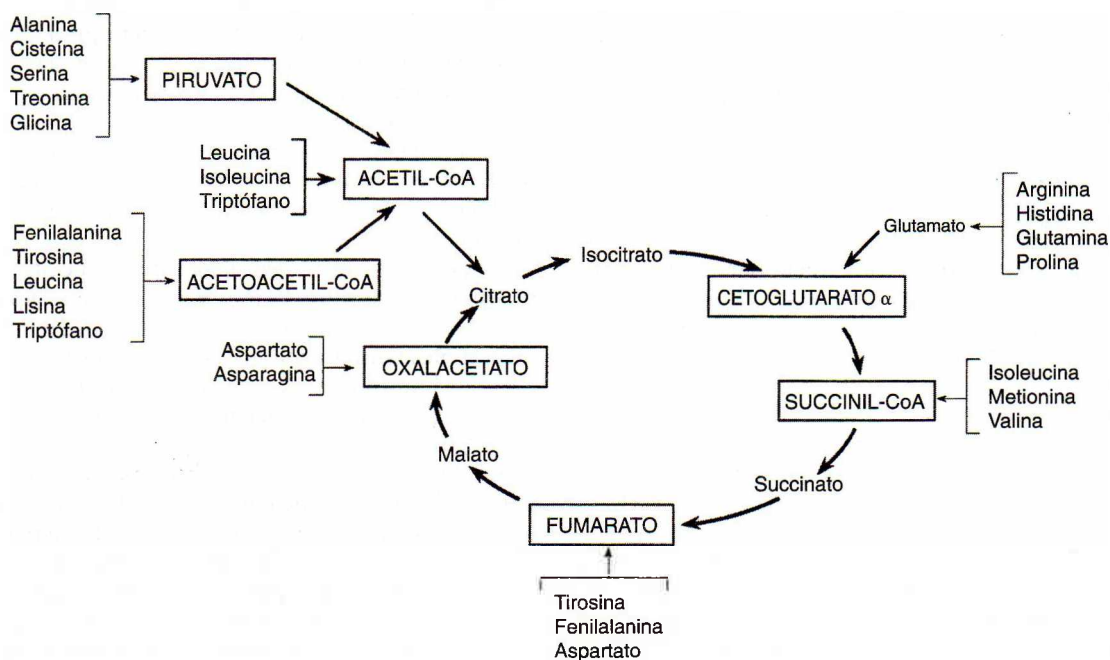 Alanina
Cisteína
Serina
Treonina
Glicina
PIRUVATO
Leucina
Isoleucina
Triptófano
ACETIL-CoA
Fenilalanina
Tirosina
Leucina
Lisina
Triptófano
ACETOACETIL-CoA
Citrato
Isocitrato
Glutamato
Arginina
Histidina
Glutamina
Prolina
CETOGLUTARATO α
Aspartato
Asparagina
OXALACETATO
SUCCINIL-CoA
Isoleucina
Metionina
Valina
Malato
Succinato
FUMARATO
Tirosina
Fenilalanina
Aspartato